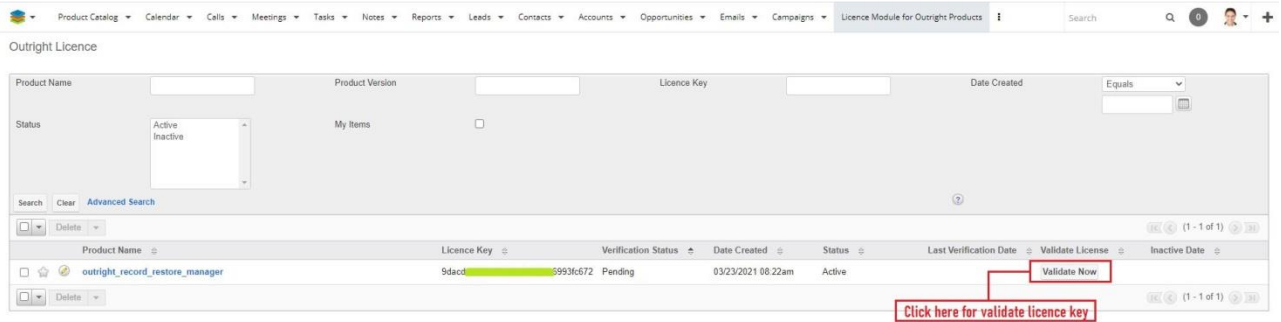 Product Catalog Calendar Calls Meetings Tasks Notes Reports Leads Contacts Accounts Opportunities Emails Campaigns Licence Module for Outright Products Search 0
Outright Licence
Product Name Product Version Licence Key Date Created Equals
Status Active My Items
Inactive
Search Clear Advanced Search ?
Delete (1 - 1 of 1)
Product Name Licence Key Verification Status Date Created Status Last Verification Date Validate License Inactive Date
outright_record_restore_manager 9dacd 6993fc672 Pending 03/23/2021 08:22am Active Validate Now
Delete (1 - 1 of 1)
Click here for validate licence key